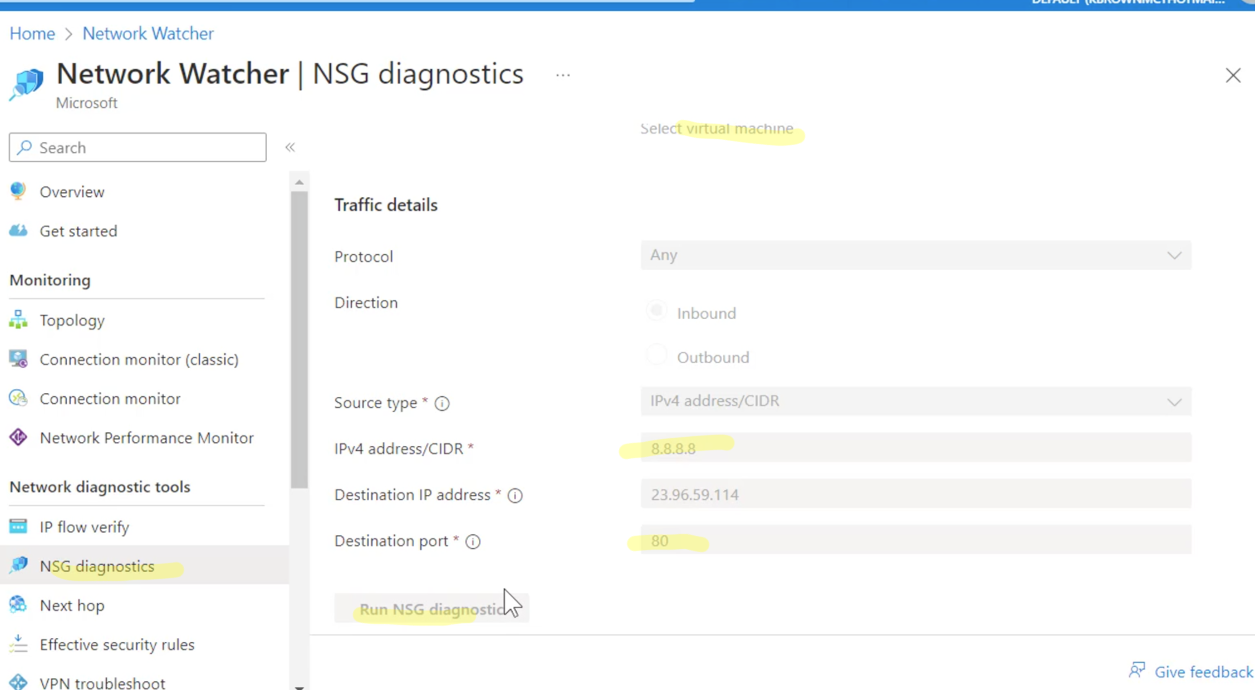 Home > Network Watcher
Network Watcher | NSG diagnostics ...
Microsoft
Search
«
Overview
Get started
Monitoring
Topology
Connection monitor (classic)
Connection monitor
Network Performance Monitor
Network diagnostic tools
IP flow verify
NSG diagnostics
Next hop
Effective security rules
VPN troubleshoot
Select virtual machine
Traffic details
Protocol
Any
Direction
Inbound
Outbound
Source type *
IPv4 address/CIDR
IPv4 address/CIDR *
8.8.8.8
Destination IP address *
23.96.59.114
Destination port *
80
Run NSG diagnostic
Give feedback